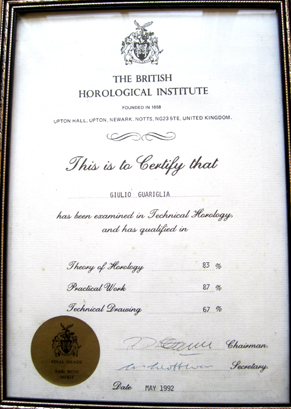 THE BRITISH
HOROLOGICAL INSTITUTE
FOUNDED IN 1858
UPTON HALL, UPTON, NEWARK, NOTTS, NG23 5TE, UNITED KINGDOM.
This is to Certify that
GIULIO GUARIGLIA
has been examined in Technical Horology,
and has qualified in
Theory of Horology 83 %
Practical Work 87 %
Technical Drawing 67 %
Chairman.
Secretary.
Date MAY 1992